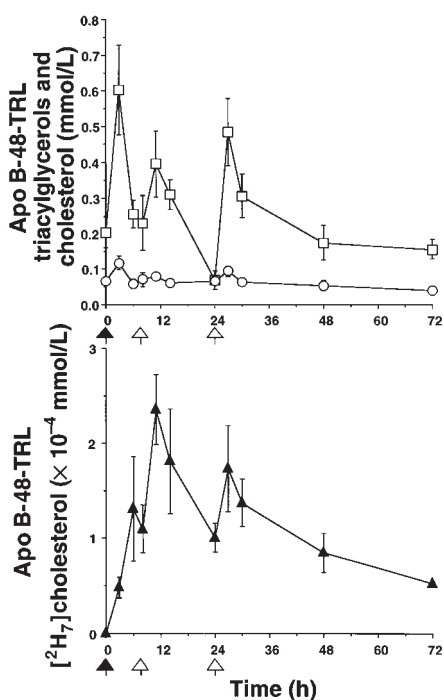 Apo B-48-TRL
triacylglycerols and
cholesterol (mmol/L)
0.8
0.7
0.6
0.5
0.4
0.3
0.2
0.1
0.0
0 12 24 36 48 60 72
Apo B-48-TRL
[²H₇]cholesterol (× 10⁻⁴ mmol/L)
3
2
1
0
0 12 24 36 48 60 72
Time (h)